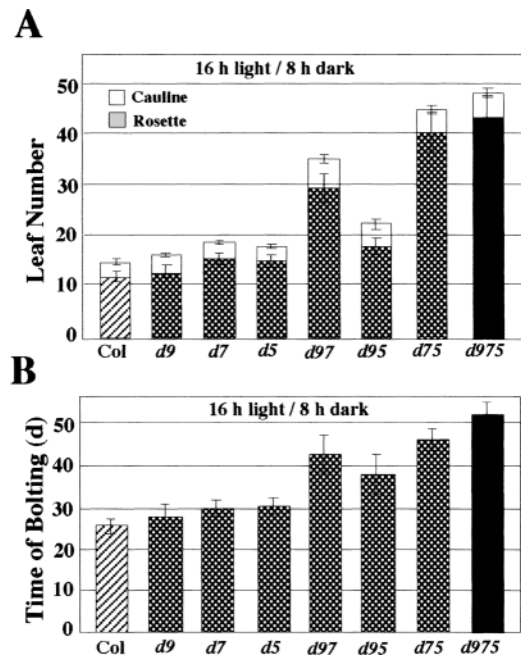 A
16 h light / 8 h dark
Cauline
Rosette
Leaf Number
50
40
30
20
10
0
Col d9 d7 d5 d97 d95 d75 d975
B
16 h light / 8 h dark
Time of Bolting (d)
50
40
30
20
10
0
Col d9 d7 d5 d97 d95 d75 d975